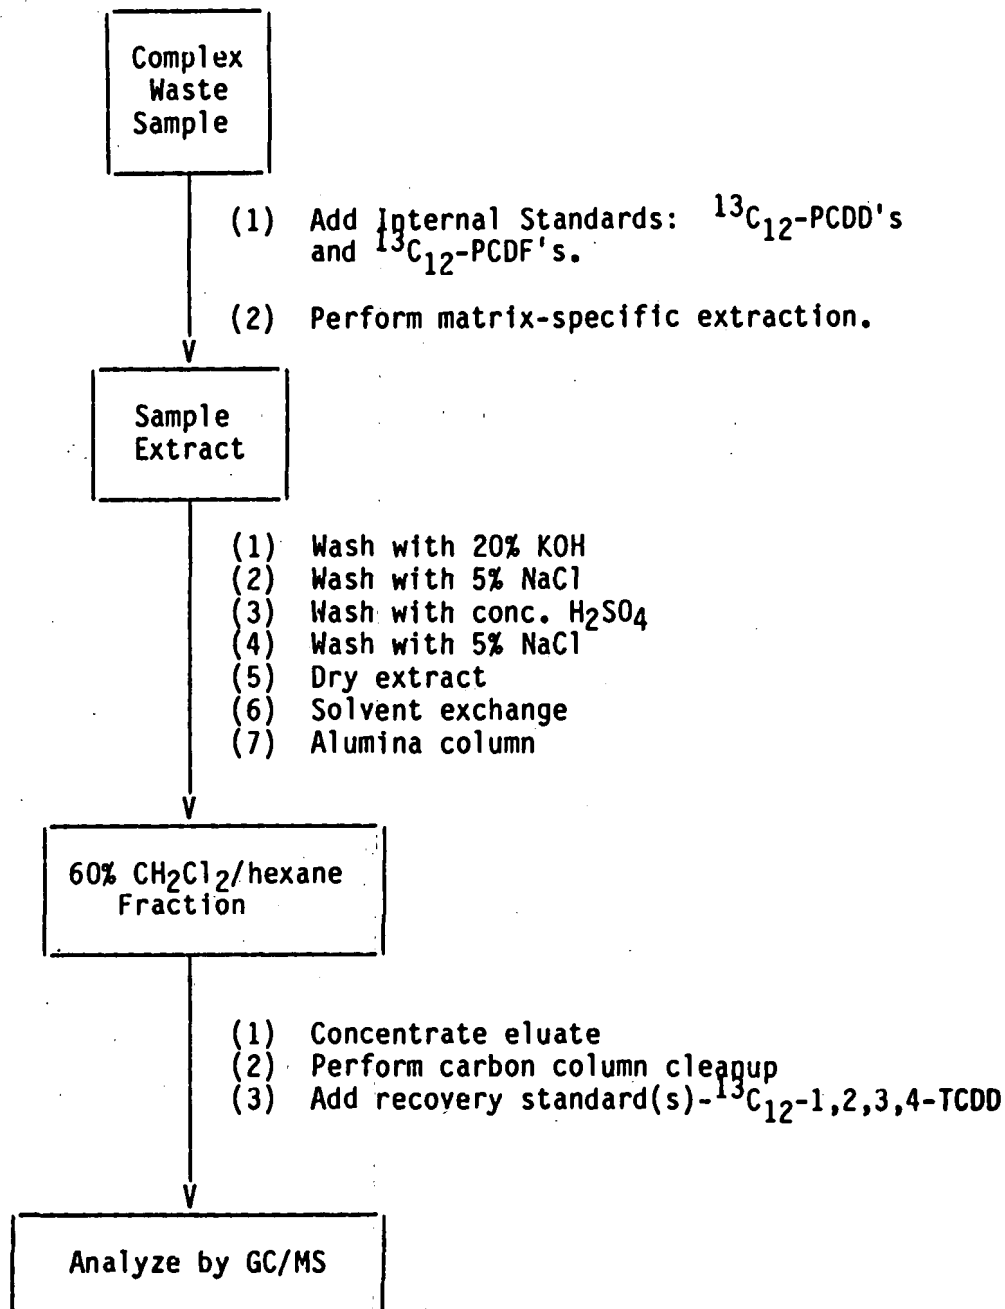 Complex
Waste
Sample
(1) Add Internal Standards: ¹³C₁₂-PCDD's
and ¹³C₁₂-PCDF's.
(2) Perform matrix-specific extraction.
Sample
Extract
(1) Wash with 20% KOH
(2) Wash with 5% NaCl
(3) Wash with conc. H₂SO₄
(4) Wash with 5% NaCl
(5) Dry extract
(6) Solvent exchange
(7) Alumina column
60% CH₂Cl₂/hexane
Fraction
(1) Concentrate eluate
(2) Perform carbon column cleanup
(3) Add recovery standard(s)-¹³C₁₂-1,2,3,4-TCDD
Analyze by GC/MS